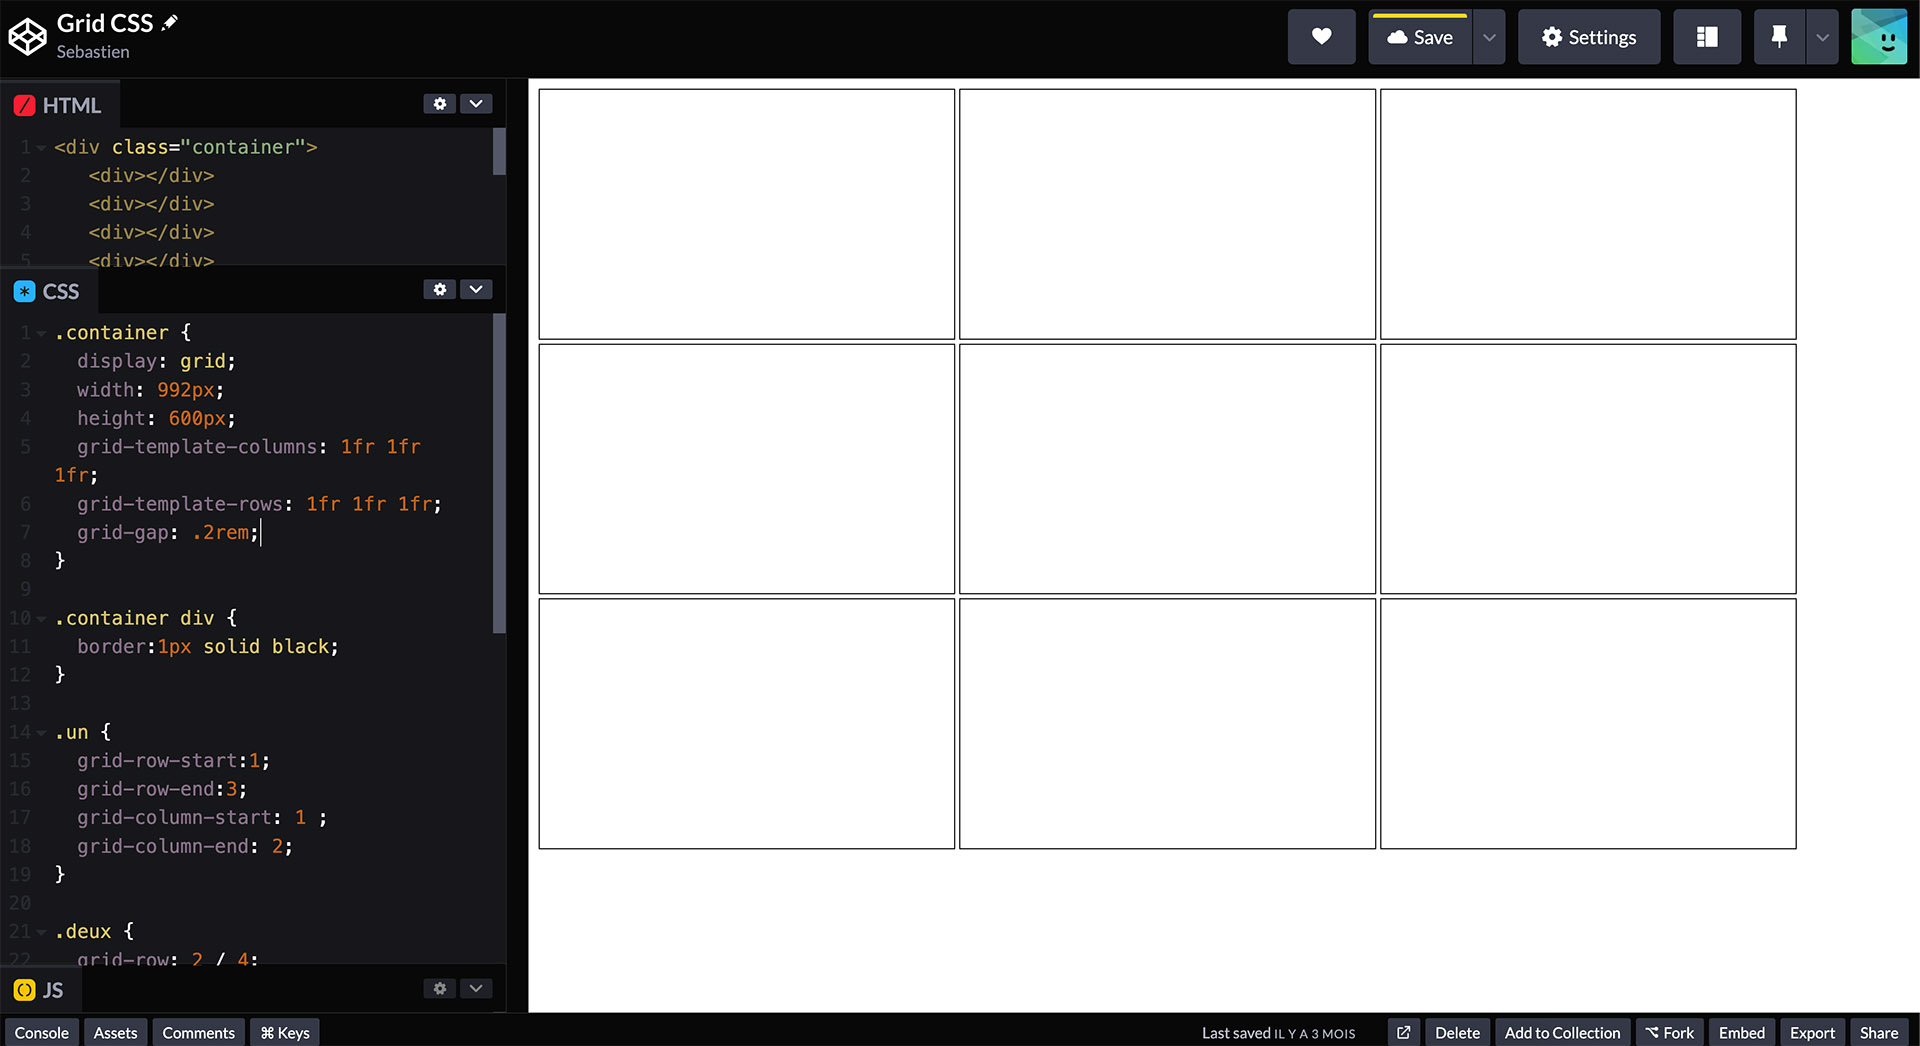 Grid CSS
Sebastien
Save
Settings
HTML
1 <div class="container">
2 <div></div>
3 <div></div>
4 <div></div>
5 <div></div>
CSS
1 .container {
2 display: grid;
3 width: 992px;
4 height: 600px;
5 grid-template-columns: 1fr 1fr
1fr;
6 grid-template-rows: 1fr 1fr 1fr;
7 grid-gap: .2rem;
8 }
9
10 .container div {
11 border:1px solid black;
12 }
13
14 .un {
15 grid-row-start:1;
16 grid-row-end:3;
17 grid-column-start: 1 ;
18 grid-column-end: 2;
19 }
20
21 .deux {
22 grid-row: 2 / 4;
JS
Console
Assets
Comments
⌘ Keys
Last saved IL Y A 3 MOIS
Delete
Add to Collection
Fork
Embed
Export
Share